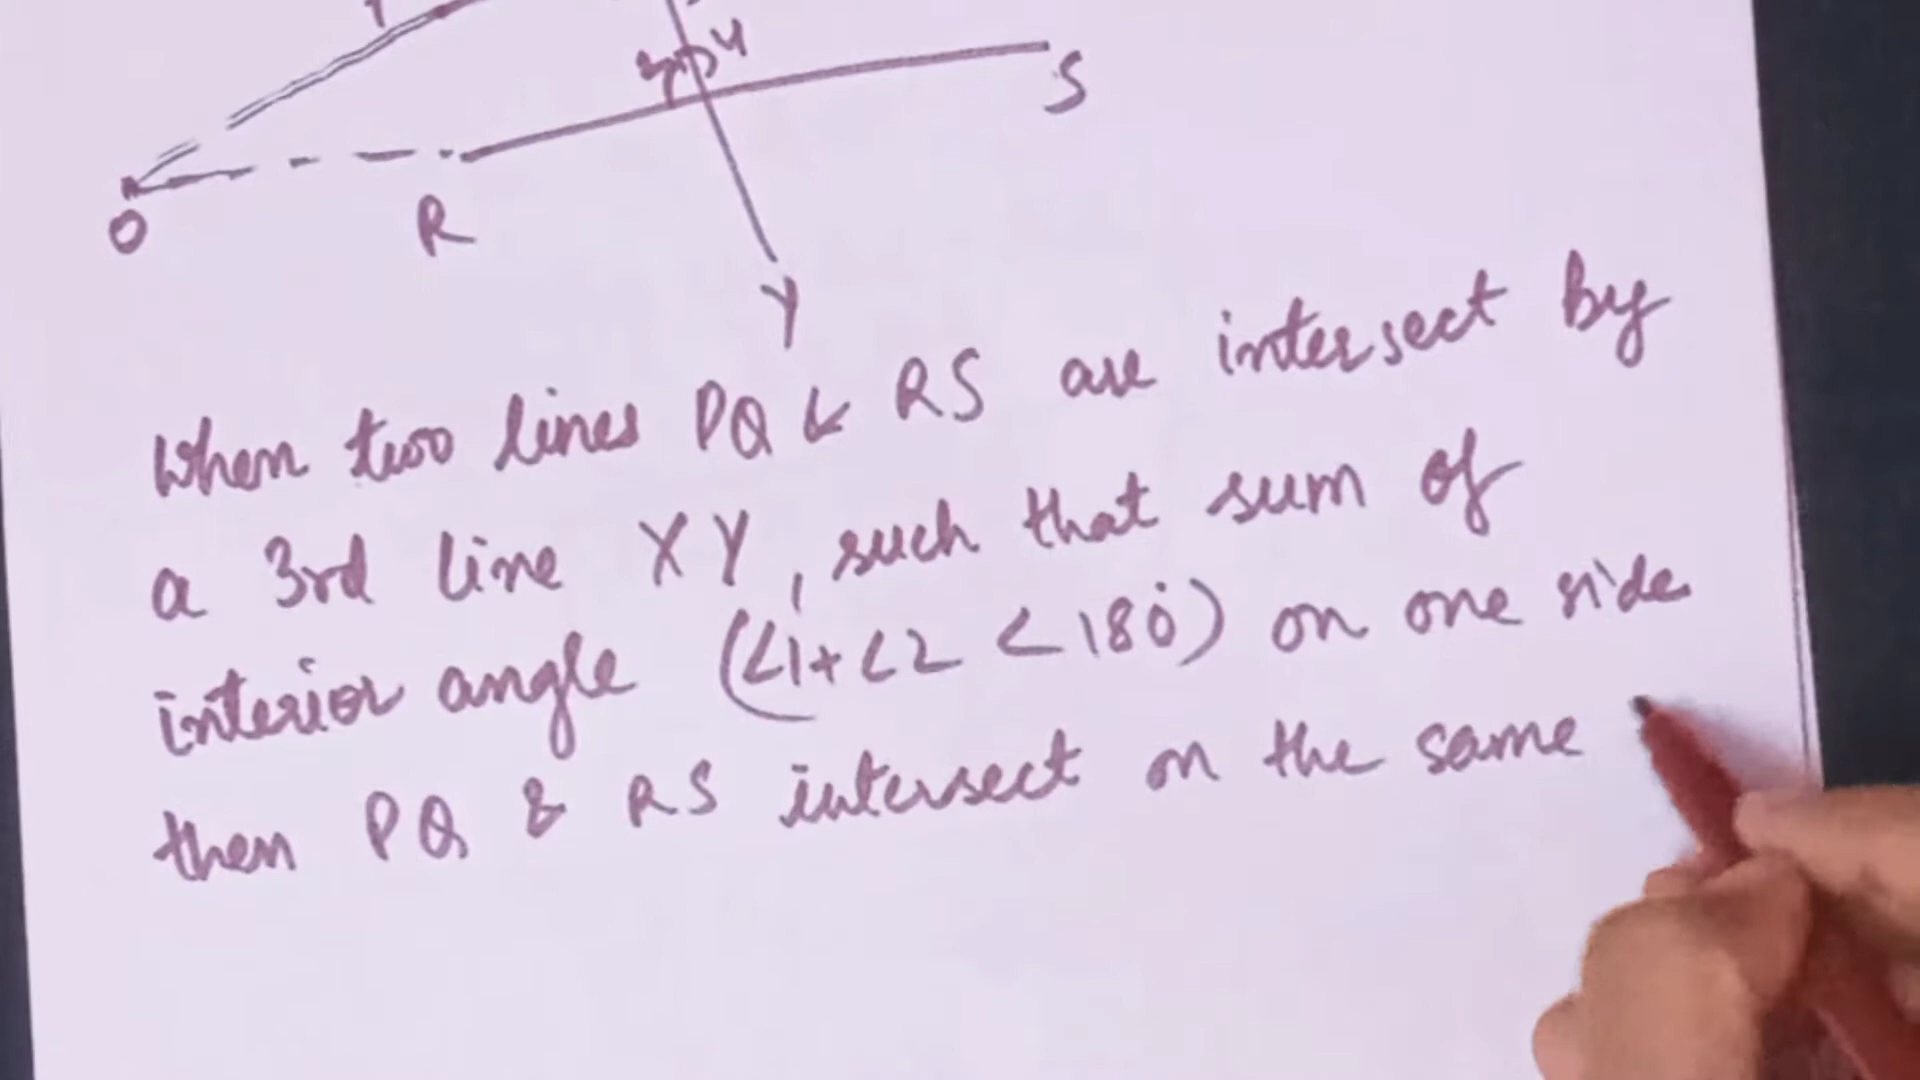 4
S
O
R
Y
When two lines PQ & RS are intersect by
a 3rd line XY, such that sum of
interior angle (∠1+∠2 < 180°) on one side
then PQ & RS intersect on the same